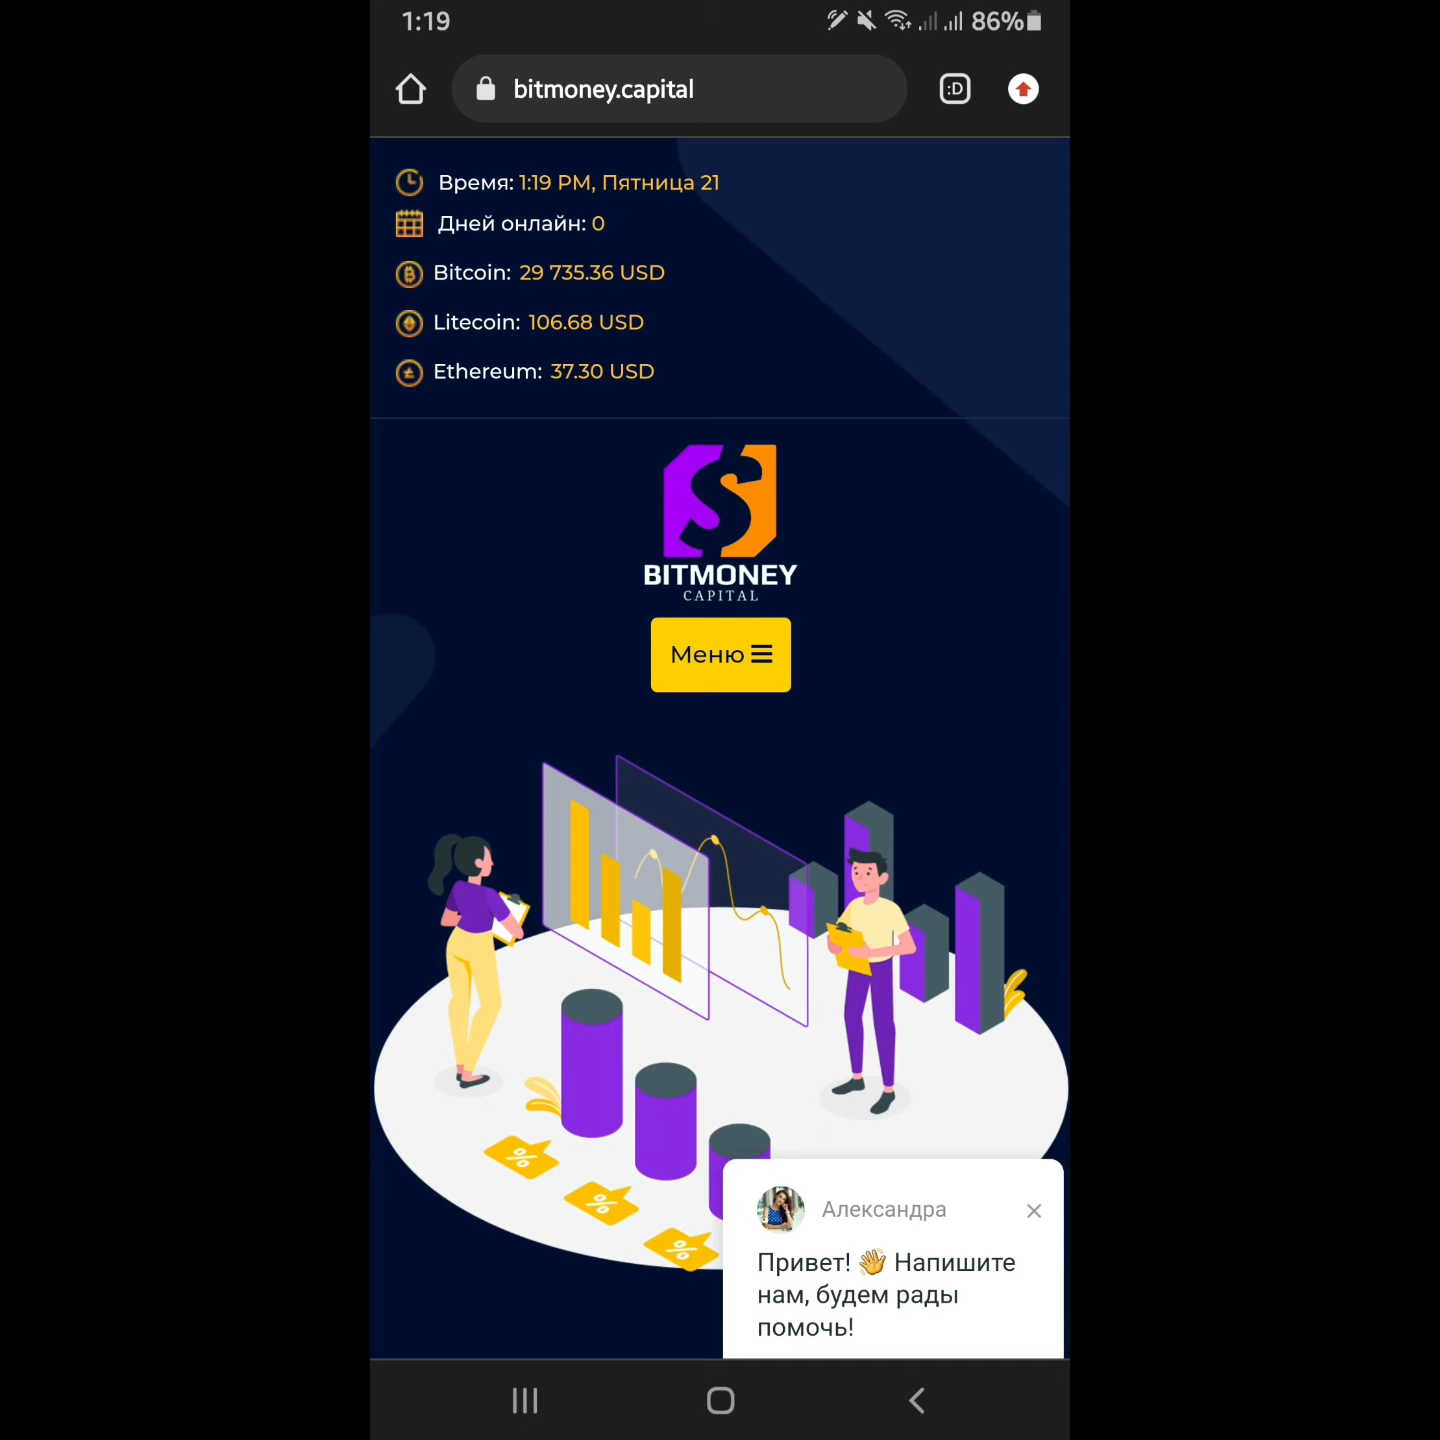 1:19
86%
bitmoney.capital
:D
Время: 1:19 PM, Пятница 21
Дней онлайн: 0
Bitcoin: 29 735.36 USD
Litecoin: 106.68 USD
Ethereum: 37.30 USD
BITMONEY
CAPITAL
Меню
%
%
%
Александра
Привет! 👋 Напишите
нам, будем рады
помочь!